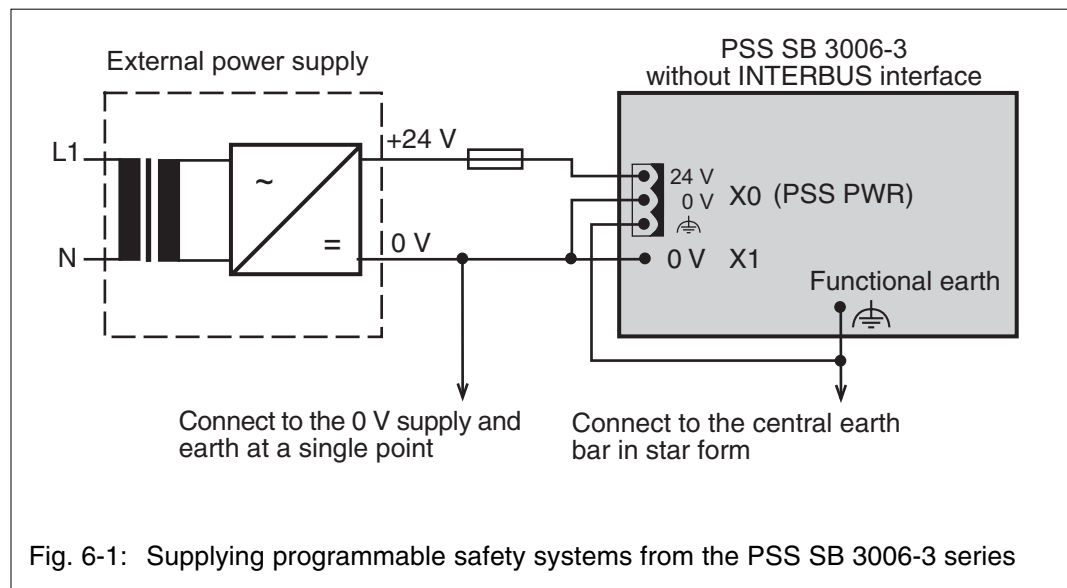 External power supply
PSS SB 3006-3
without INTERBUS interface
L1
N
~
=
+24 V
0 V
24 V
0 V
X0 (PSS PWR)
0 V X1
Functional earth
Connect to the 0 V supply and
earth at a single point
Connect to the central earth
bar in star form
Fig. 6-1: Supplying programmable safety systems from the PSS SB 3006-3 series